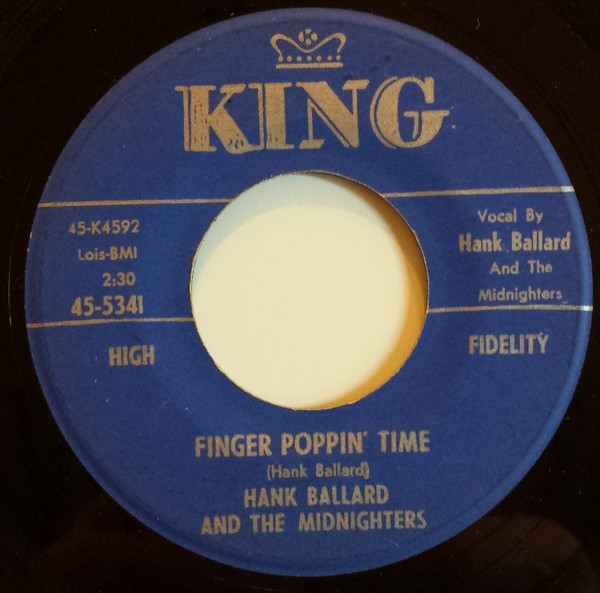 KING
45-K4592
Lois-BMI
2:30
45-5341
Vocal By
Hank Ballard
And The
Midnighters
HIGH
FIDELITY
FINGER POPPIN' TIME
(Hank Ballard)
HANK BALLARD
AND THE MIDNIGHTERS